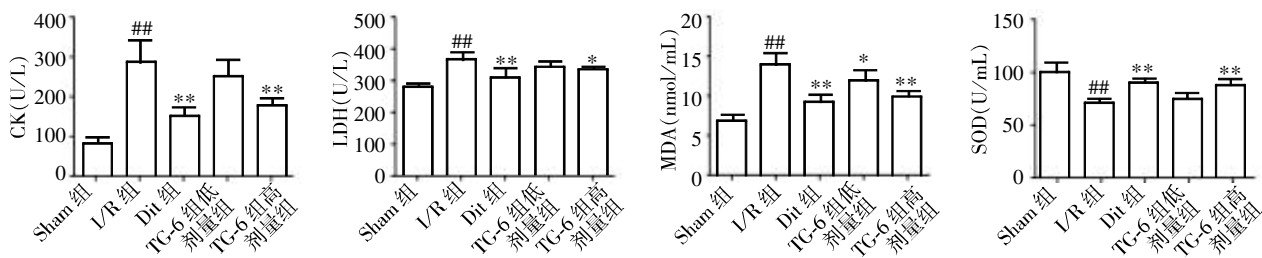 CK(U/L)
400
300
200
100
0
##
**
**
Sham 组
I/R 组
Dit 组
TG-6 组低
剂量组
TG-6 组高
剂量组
LDH(U/L)
500
400
300
200
100
0
##
**
*
Sham 组
I/R 组
Dit 组
TG-6 组低
剂量组
TG-6 组高
剂量组
MDA(nmol/mL)
20
15
10
5
0
##
**
*
**
Sham 组
I/R 组
Dit 组
TG-6 组低
剂量组
TG-6 组高
剂量组
SOD(U/mL)
150
100
50
0
##
**
**
Sham 组
I/R 组
Dit 组
TG-6 组低
剂量组
TG-6 组高
剂量组